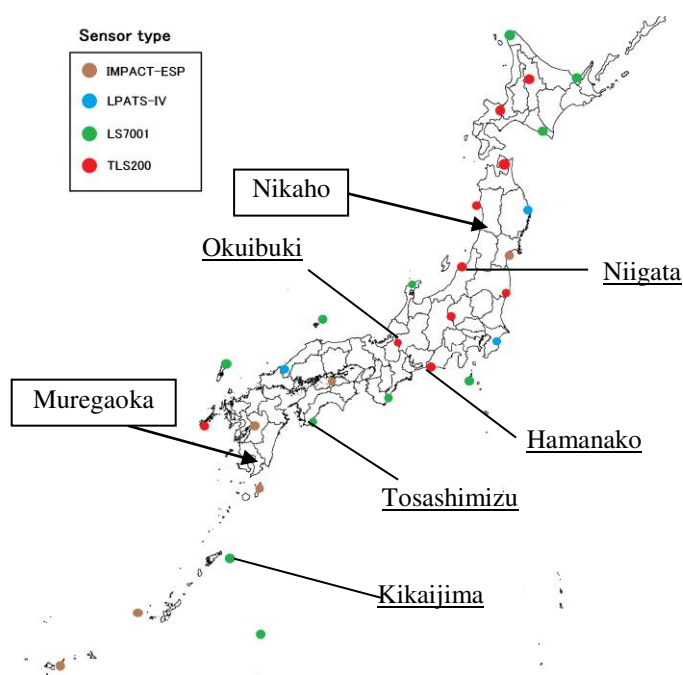 Sensor type
IMPACT-ESP
LPATS-IV
LS7001
TLS200
Nikaho
Okuibuki
Niigata
Muregaoka
Hamanako
Tosashimizu
Kikaijima